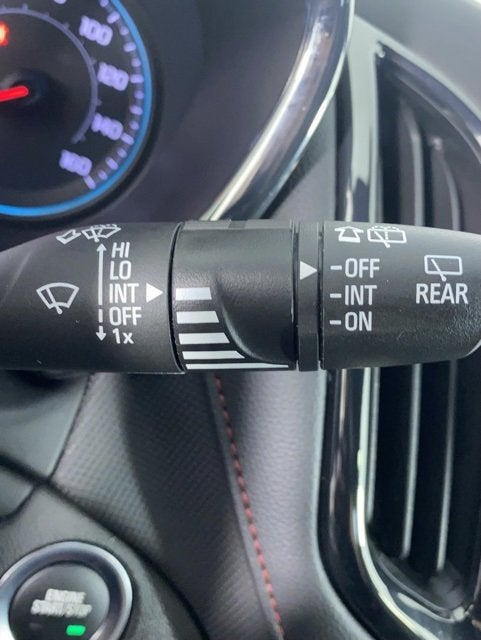 100
120
140
160
HI
LO
INT
OFF
1x
-OFF
-INT
-ON
REAR
ENGINE
START/STOP